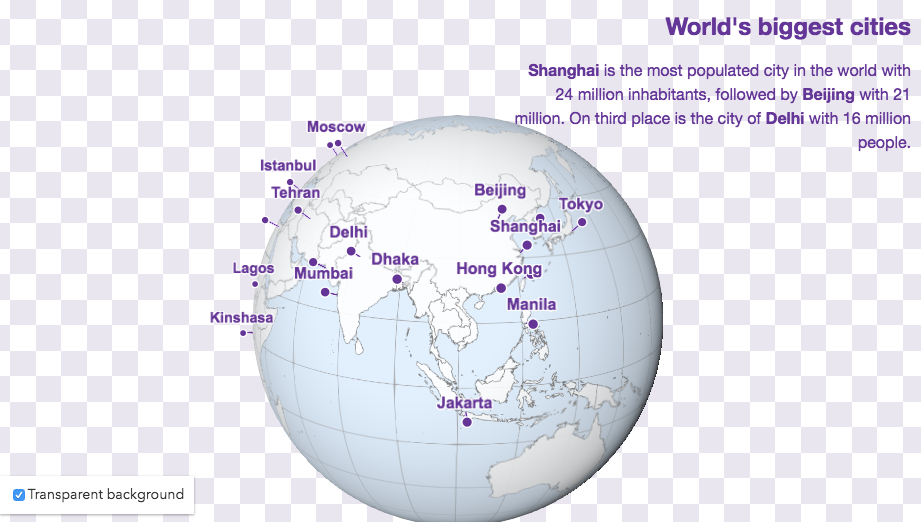 World's biggest cities
Shanghai is the most populated city in the world with
24 million inhabitants, followed by Beijing with 21
million. On third place is the city of Delhi with 16 million
people.
Moscow
Istanbul
Tehran
Beijing
Tokyo
Shanghai
Delhi
Dhaka
Lagos
Mumbai
Hong Kong
Manila
Kinshasa
Jakarta
Transparent background